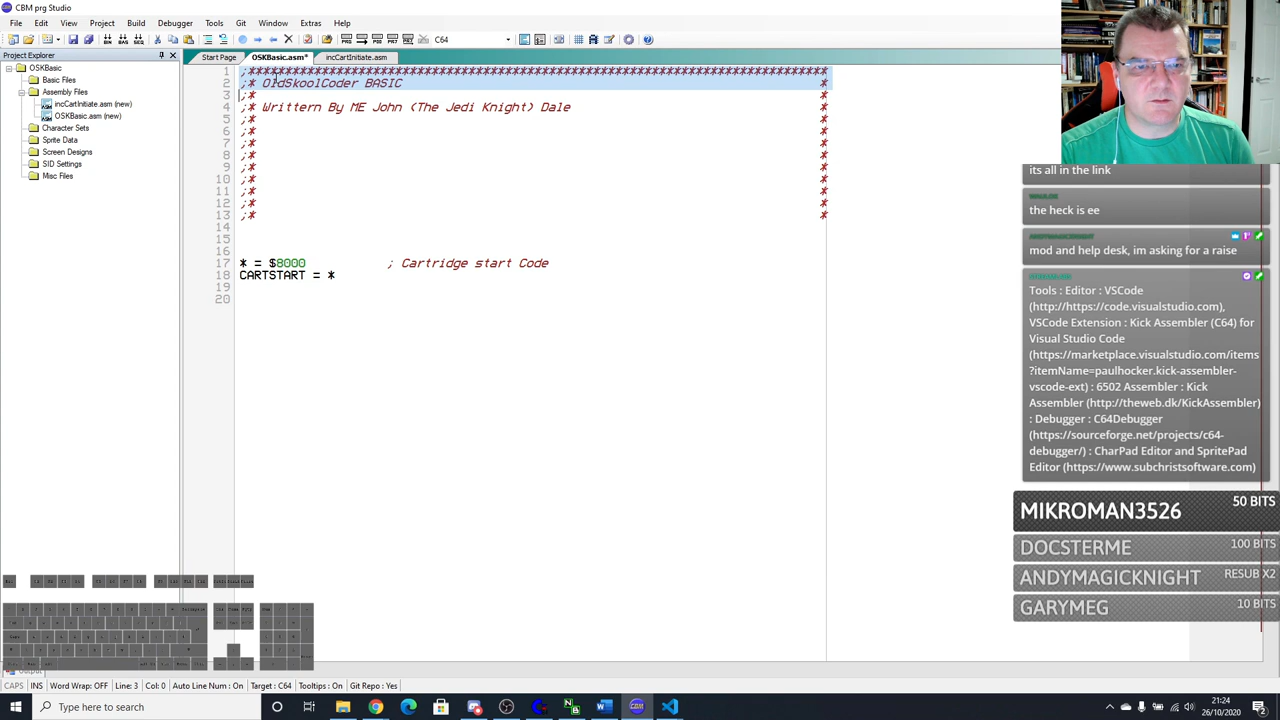 CBM prg Studio
File Edit View Project Build Debugger Tools Git Window Extras Help
C64
Project Explorer
Start Page OSKBasic.asm* incCartInitiate.asm
OSKBasic
Basic Files
Assembly Files
incCartInitiate.asm (new)
OSKBasic.asm (new)
Character Sets
Sprite Data
Screen Designs
SID Settings
Misc Files
2 ;* OldSkoolCoder BASIC *
3 ;* *
4 ;* Writtern By ME John (The Jedi Knight) Dale *
5 ;* *
6 ;* *
7 ;* *
8 ;* *
9 ;* *
10 ;* *
11 ;* *
12 ;* *
13 ;* *
14
15
16
17 * = $8000 ; Cartridge start Code
18 CARTSTART = *
19
20
its all in the link
the heck is ee
ANDYMAGICKNIGHT
mod and help desk, im asking for a raise
Tools : Editor : VSCode
(http://https://code.visualstudio.com),
VSCode Extension : Kick Assembler (C64) for
Visual Studio Code
(https://marketplace.visualstudio.com/items
?itemName=paulhocker.kick-assembler-
vscode-ext) : 6502 Assembler : Kick
Assembler (http://theweb.dk/KickAssembler)
: Debugger : C64Debugger
(https://sourceforge.net/projects/c64-
debugger/) : CharPad Editor and SpritePad
Editor (https://www.subchristsoftware.com)
MIKROMAN3526 50 BITS
DOCSTERME 100 BITS
ANDYMAGICKNIGHT RESUB X2
GARYMEG 10 BITS
Output
CAPS INS Word Wrap: OFF Line: 3 Col: 0 Auto Line Num : On Target : C64 Tooltips : On Git Repo : Yes
Type here to search
21:24
26/10/2020